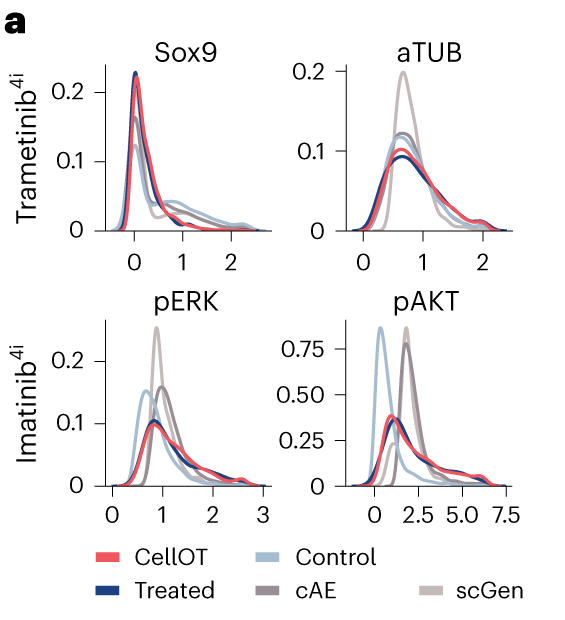 a
Sox9
aTUB
Trametinib4i
0.2
0.1
0
0 1 2
0.2
0.1
0
0 1 2
pERK
pAKT
Imatinib4i
0.2
0.1
0
0 1 2 3
0.75
0.50
0.25
0
0 2.5 5.0 7.5
CellOT Control
Treated cAE scGen